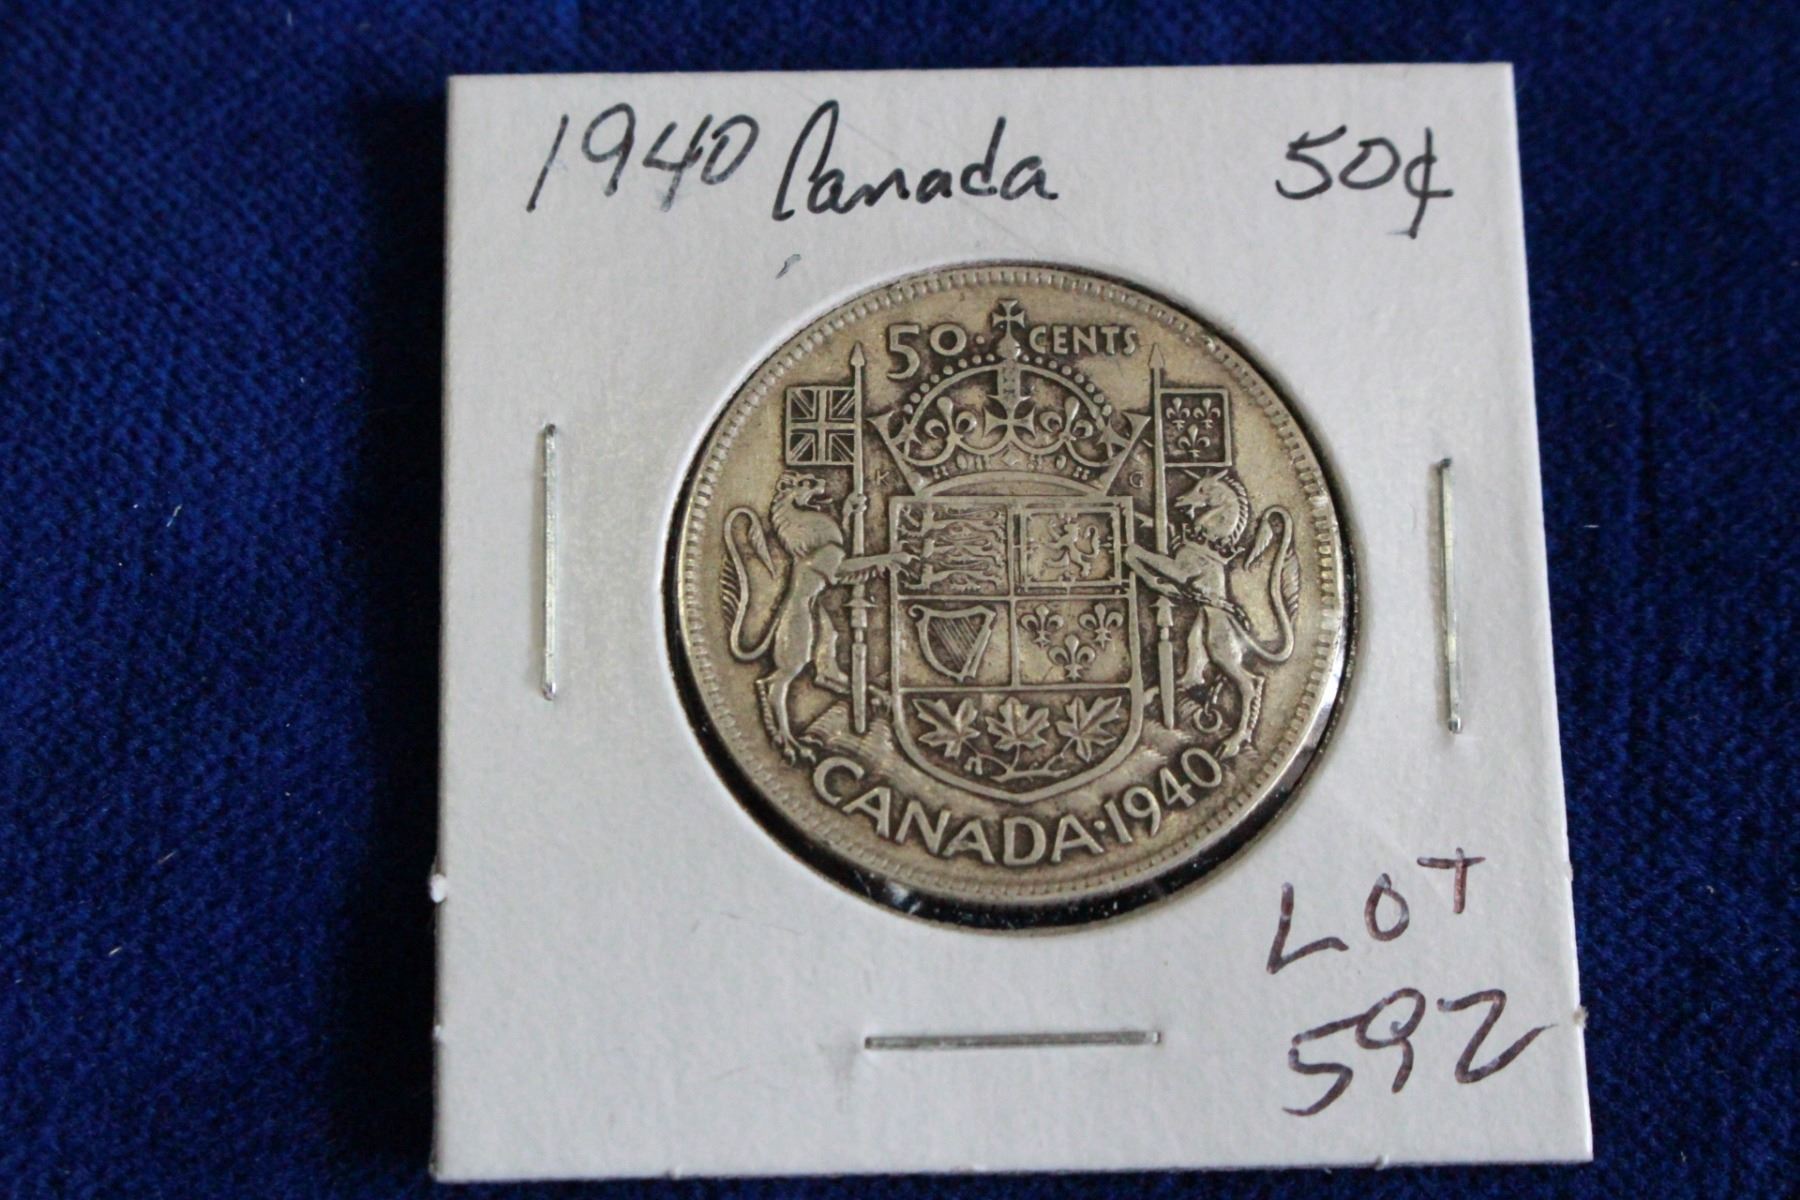 1940 Canada 50¢
50 · CENTS
K G
CANADA · 1940
LOT
592